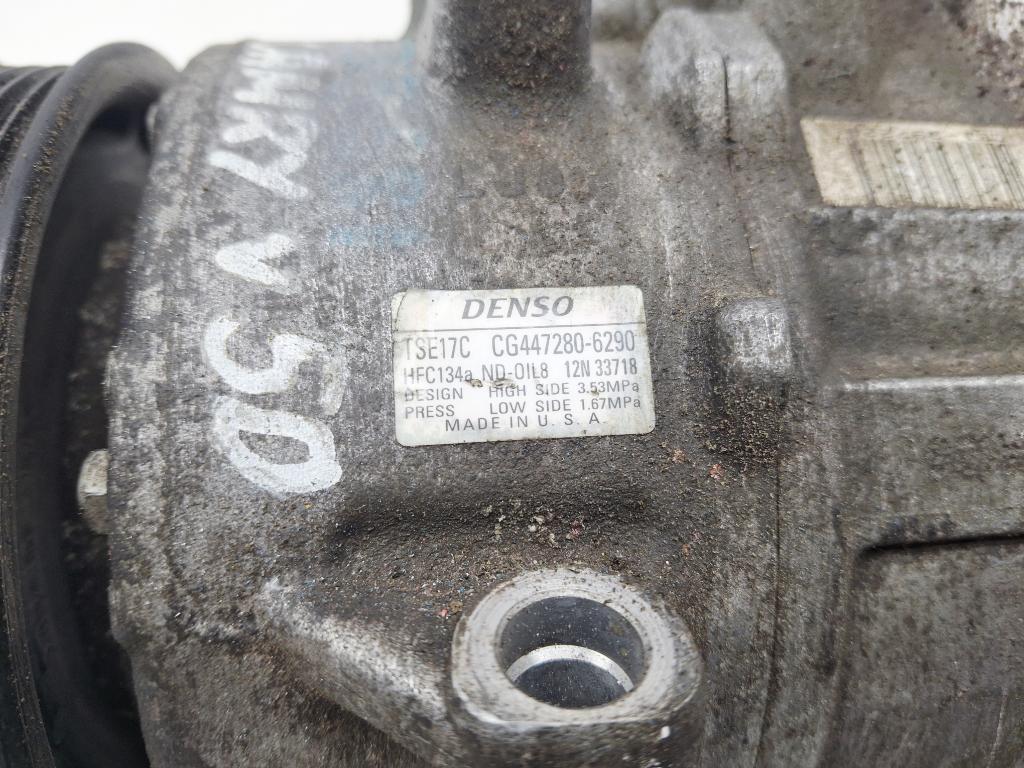 DENSO
TSE17C CG447280-6290
HFC134a ND-OIL8 12N 33718
DESIGN HIGH SIDE 3.53MPa
PRESS LOW SIDE 1.67MPa
MADE IN U. S. A.
V50